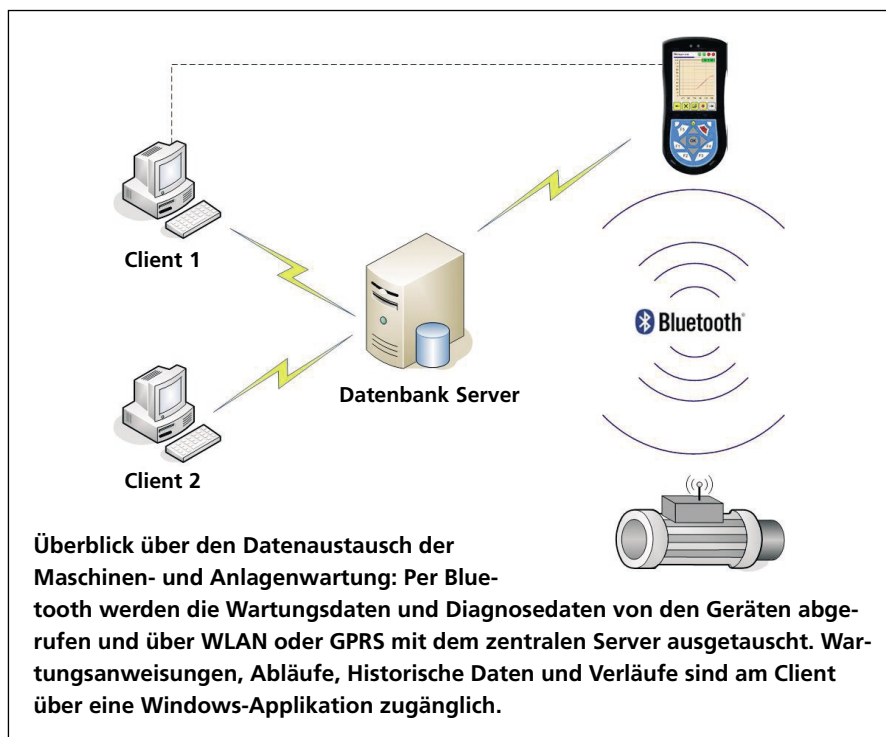 Client 1
Bluetooth®
Datenbank Server
Client 2
Überblick über den Datenaustausch der
Maschinen- und Anlagenwartung: Per Blue-
tooth werden die Wartungsdaten und Diagnosedaten von den Geräten abge-
rufen und über WLAN oder GPRS mit dem zentralen Server ausgetauscht. War-
tungsanweisungen, Abläufe, Historische Daten und Verläufe sind am Client
über eine Windows-Applikation zugänglich.